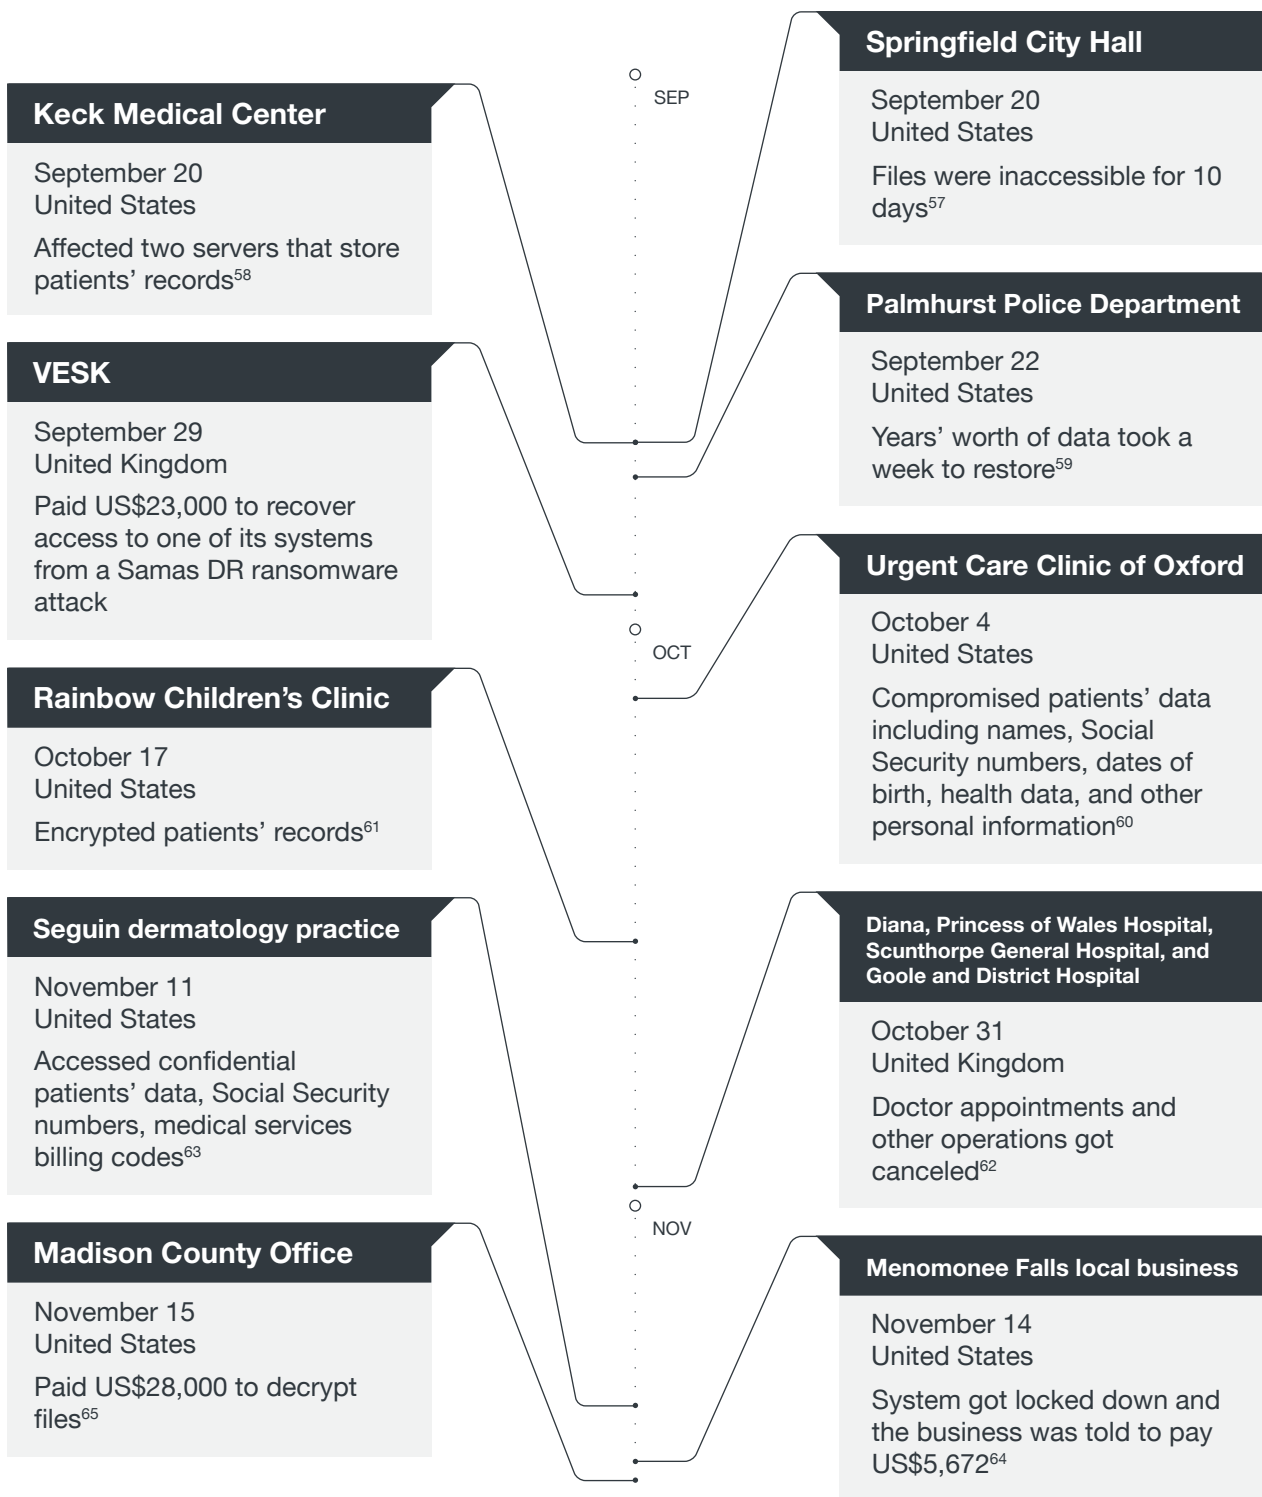 Keck Medical Center
September 20
United States
Affected two servers that store
patients’ records58
VESK
September 29
United Kingdom
Paid US$23,000 to recover
access to one of its systems
from a Samas DR ransomware
attack
Rainbow Children’s Clinic
October 17
United States
Encrypted patients’ records61
Seguin dermatology practice
November 11
United States
Accessed confidential
patients’ data, Social Security
numbers, medical services
billing codes63
Madison County Office
November 15
United States
Paid US$28,000 to decrypt
files65
SEP
OCT
NOV
Springfield City Hall
September 20
United States
Files were inaccessible for 10
days57
Palmhurst Police Department
September 22
United States
Years’ worth of data took a
week to restore59
Urgent Care Clinic of Oxford
October 4
United States
Compromised patients’ data
including names, Social
Security numbers, dates of
birth, health data, and other
personal information60
Diana, Princess of Wales Hospital,
Scunthorpe General Hospital, and
Goole and District Hospital
October 31
United Kingdom
Doctor appointments and
other operations got
canceled62
Menomonee Falls local business
November 14
United States
System got locked down and
the business was told to pay
US$5,67264